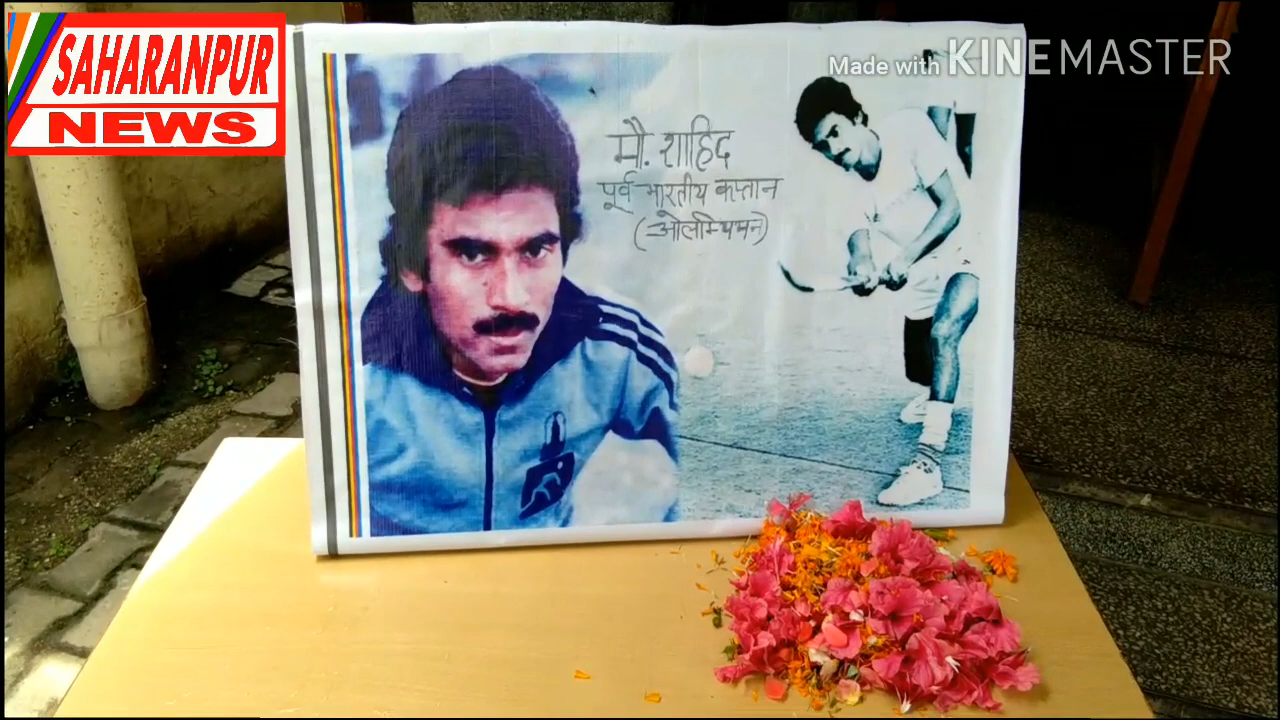 SAHARANPUR
NEWS
Made with KINEMASTER
मौ. शाहिद
पूर्व भारतीय कप्तान
(ओलम्पियन)